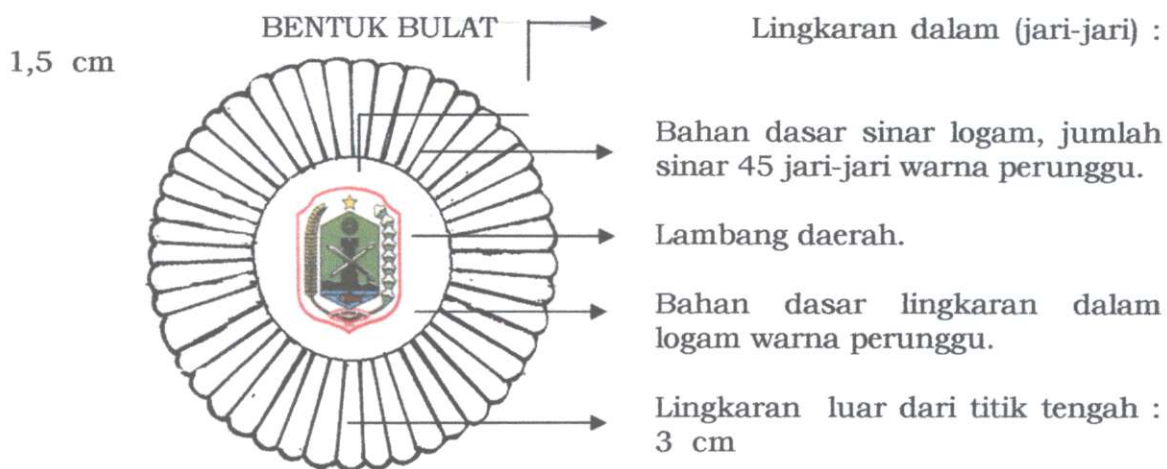 BENTUK BULAT
Lingkaran dalam (jari-jari) :
1,5 cm
Bahan dasar sinar logam, jumlah
sinar 45 jari-jari warna perunggu.
Lambang daerah.
Bahan dasar lingkaran dalam
logam warna perunggu.
Lingkaran luar dari titik tengah :
3 cm